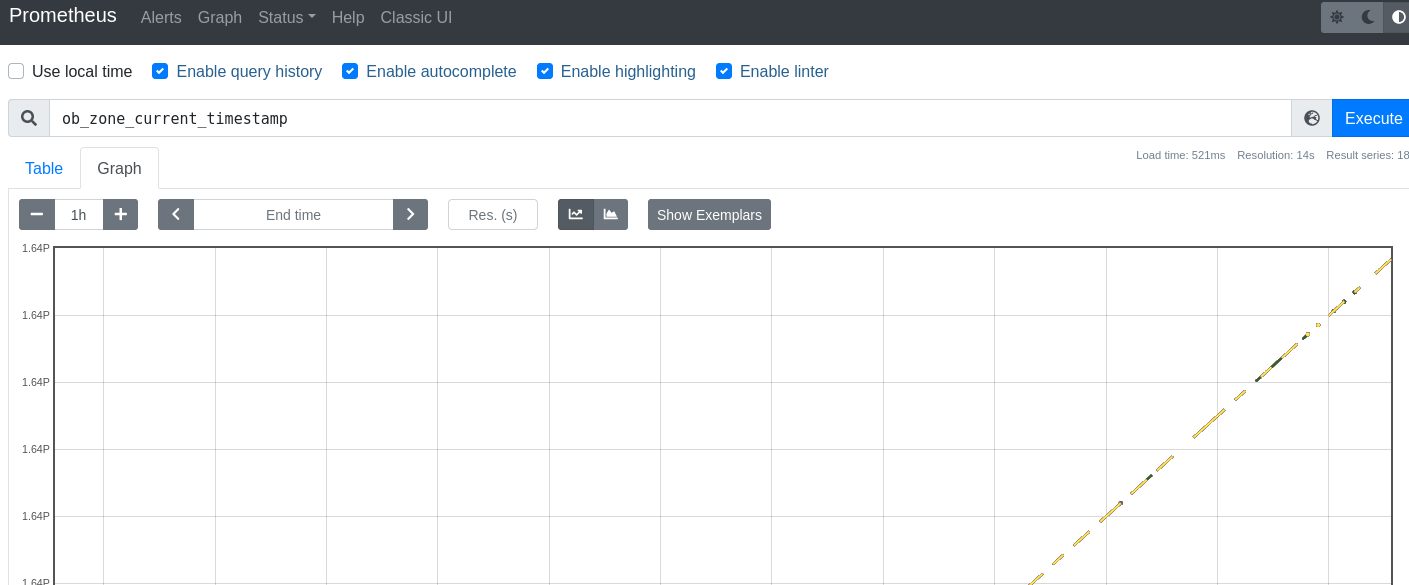 Prometheus Alerts Graph Status Help Classic UI
Use local time Enable query history Enable autocomplete Enable highlighting Enable linter
ob_zone_current_timestamp Execute
Load time: 521ms Resolution: 14s Result series: 18
Table Graph
1h End time Res. (s) Show Exemplars
1.64P
1.64P
1.64P
1.64P
1.64P
1.64P